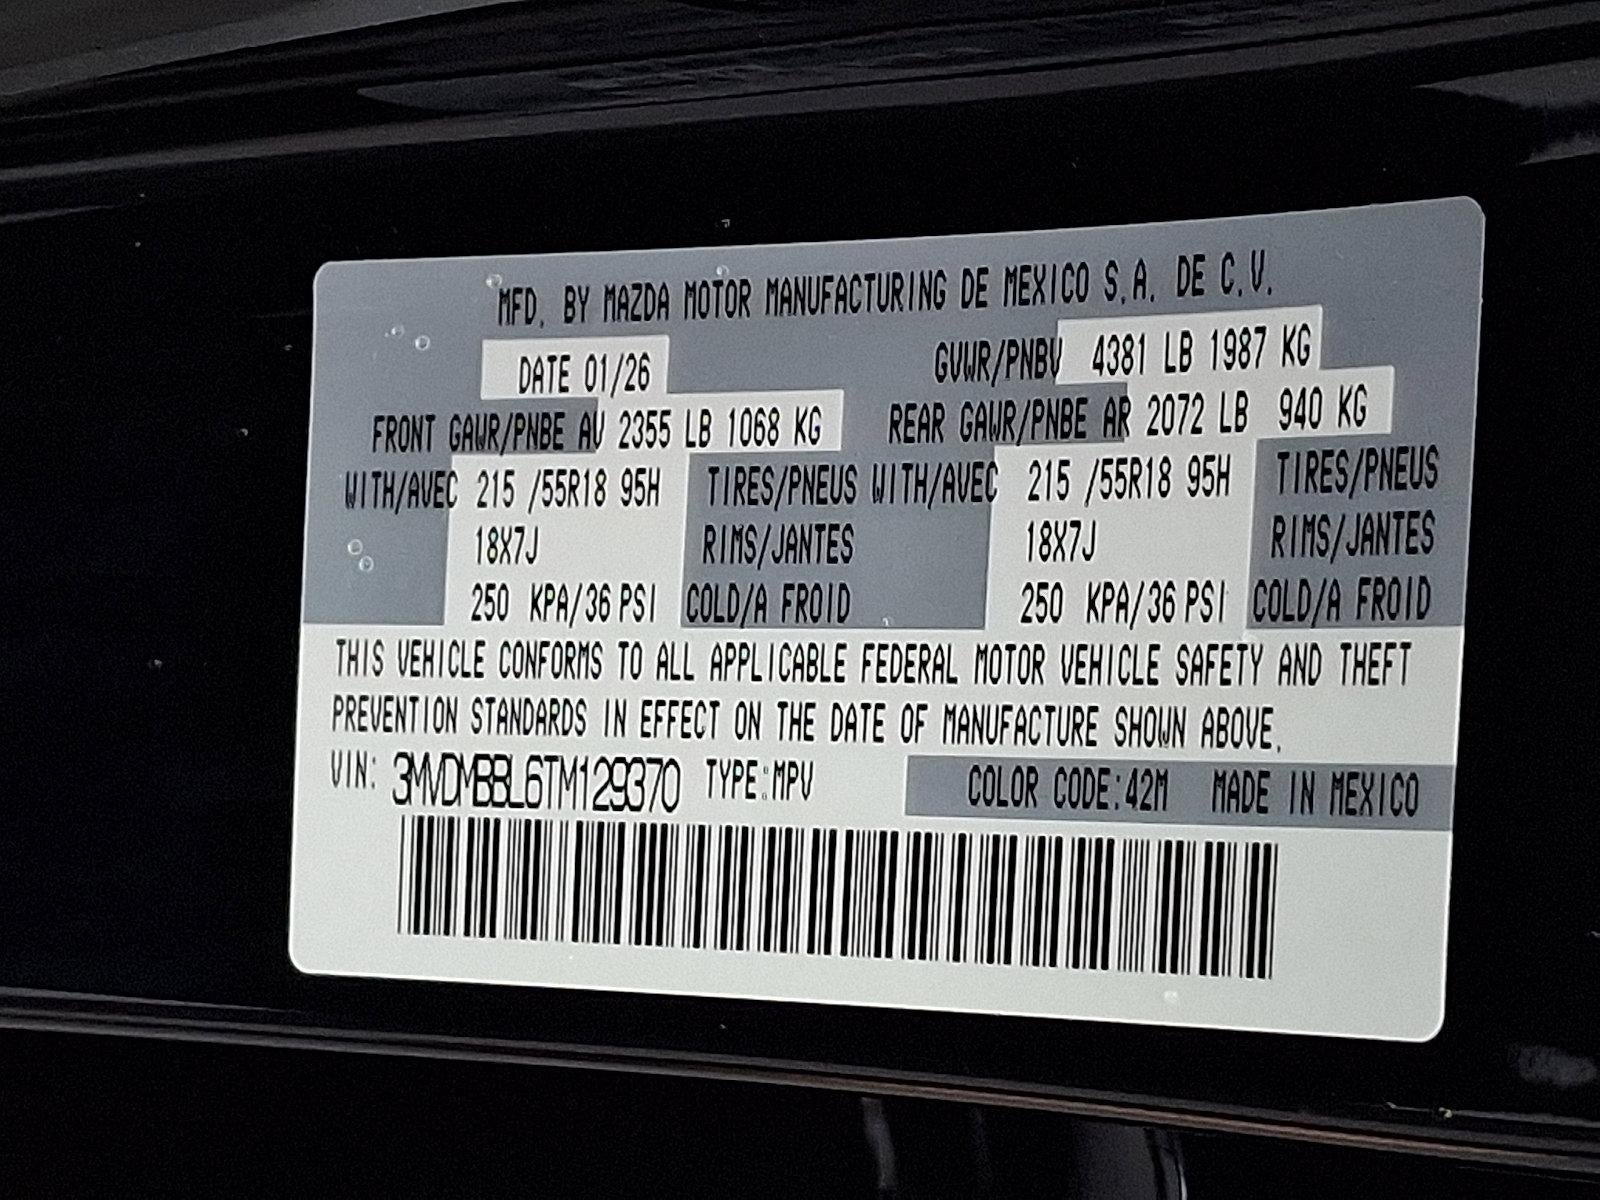 MFD. BY MAZDA MOTOR MANUFACTURING DE MEXICO S.A. DE C.V.
DATE 01/26 GVWR/PNBV 4381 LB 1987 KG
FRONT GAWR/PNBE AV 2355 LB 1068 KG REAR GAWR/PNBE AR 2072 LB 940 KG
WITH/AVEC 215 /55R18 95H TIRES/PNEUS WITH/AVEC 215 /55R18 95H TIRES/PNEUS
18X7J RIMS/JANTES 18X7J RIMS/JANTES
250 KPA/36 PSI COLD/A FROID 250 KPA/36 PSI COLD/A FROID
THIS VEHICLE CONFORMS TO ALL APPLICABLE FEDERAL MOTOR VEHICLE SAFETY AND THEFT
PREVENTION STANDARDS IN EFFECT ON THE DATE OF MANUFACTURE SHOWN ABOVE.
VIN: 3MVDMBBL6TM129370 TYPE:MPV COLOR CODE:42M MADE IN MEXICO